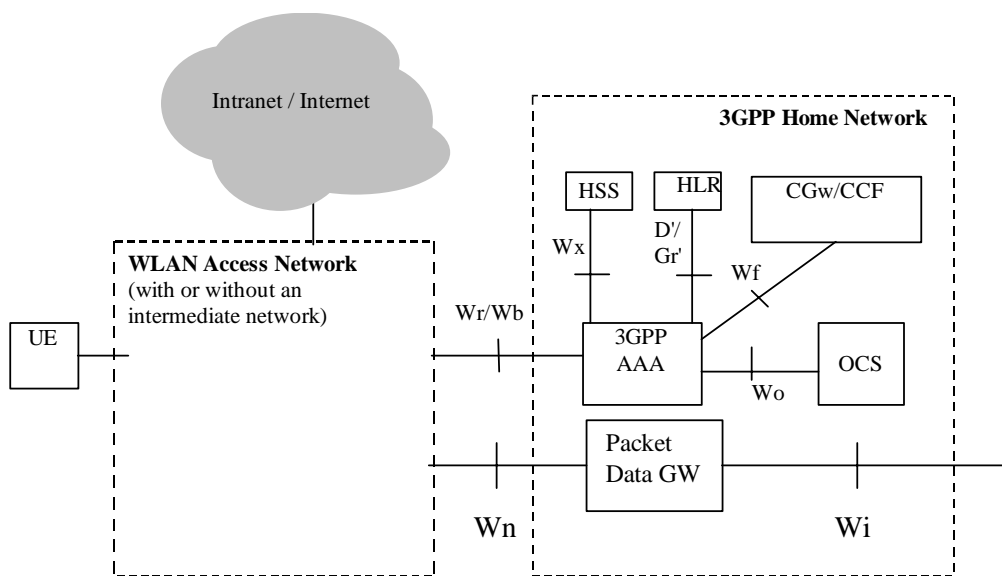 Intranet / Internet
3GPP Home Network
HSS
HLR
CGw/CCF
D'/
Gr'
Wx
Wf
WLAN Access Network
(with or without an
intermediate network)
Wr/Wb
UE
3GPP
AAA
OCS
Wo
Packet
Data GW
Wn
Wi